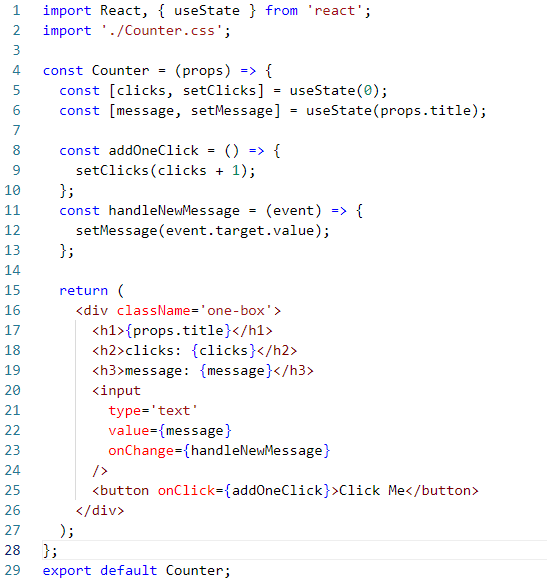 1 import React, { useState } from 'react';
2 import './Counter.css';
3
4 const Counter = (props) => {
5   const [clicks, setClicks] = useState(0);
6   const [message, setMessage] = useState(props.title);
7
8   const addOneClick = () => {
9     setClicks(clicks + 1);
10   };
11   const handleNewMessage = (event) => {
12     setMessage(event.target.value);
13   };
14
15   return (
16     <div className='one-box'>
17       <h1>{props.title}</h1>
18       <h2>clicks: {clicks}</h2>
19       <h3>message: {message}</h3>
20       <input
21         type='text'
22         value={message}
23         onChange={handleNewMessage}
24       />
25       <button onClick={addOneClick}>Click Me</button>
26     </div>
27   );
28 };
29 export default Counter;